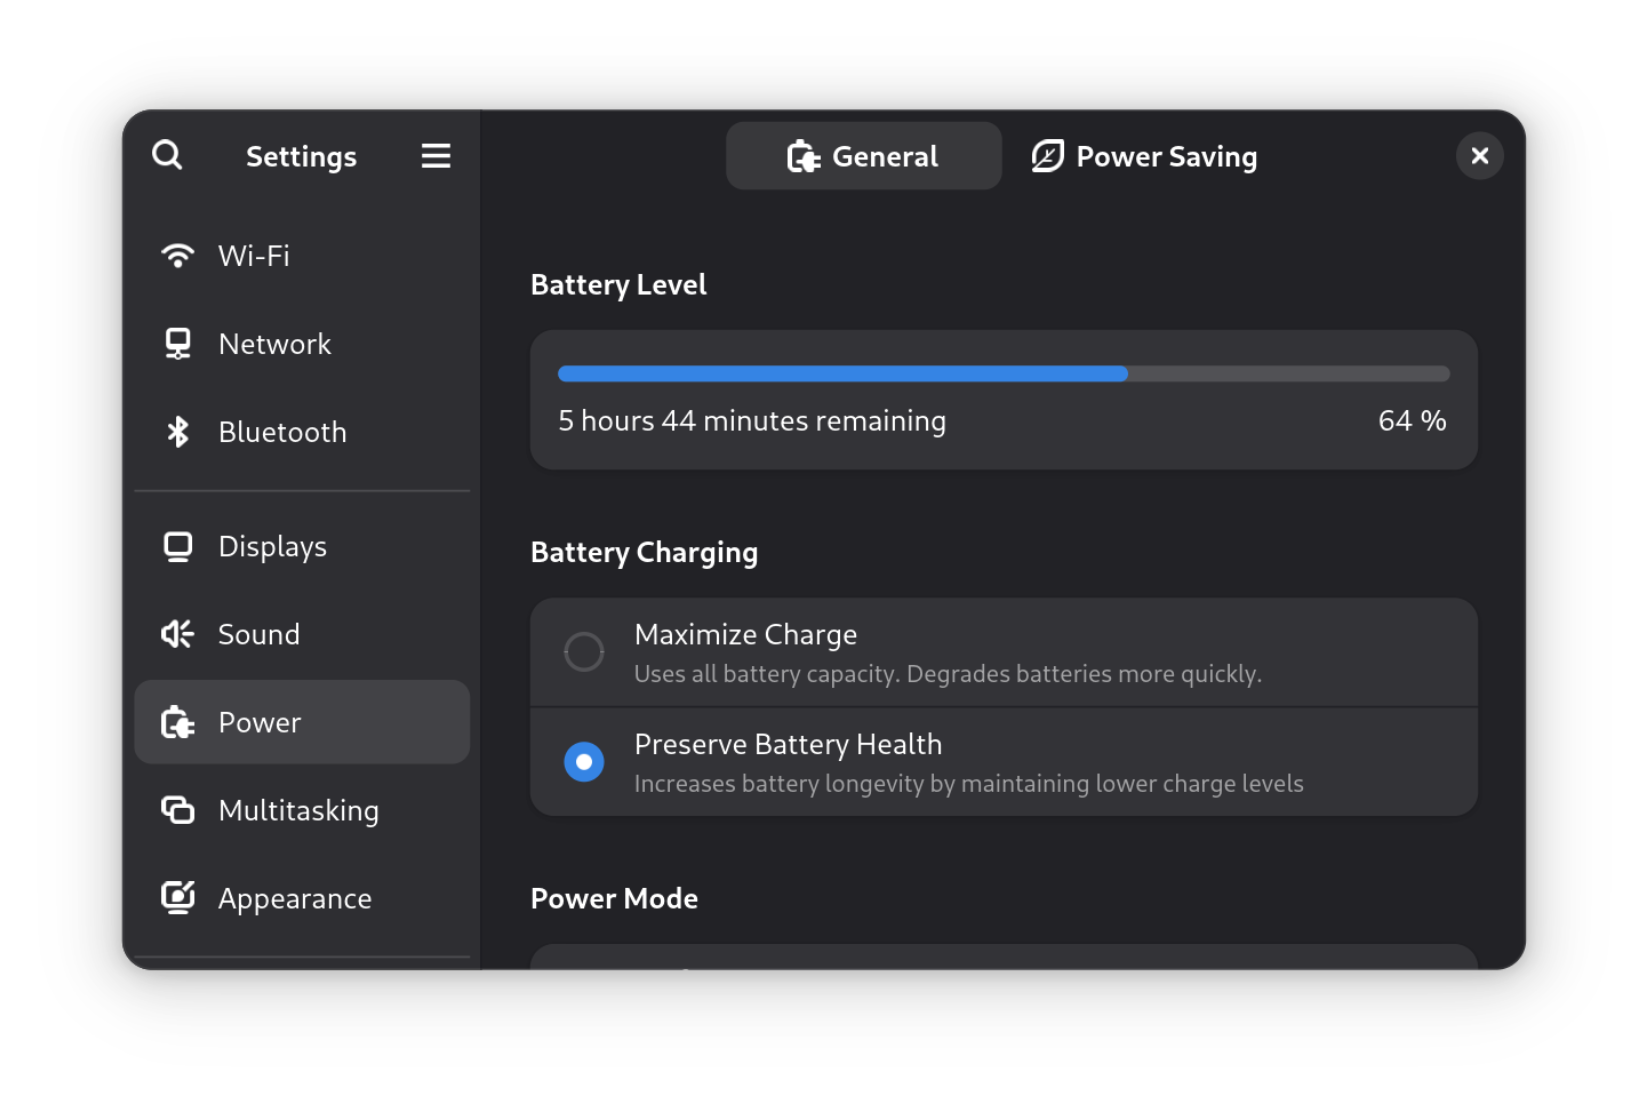 Settings
General
Power Saving
Wi-Fi
Network
Bluetooth
Displays
Sound
Power
Multitasking
Appearance
Battery Level
5 hours 44 minutes remaining
64 %
Battery Charging
Maximize Charge
Uses all battery capacity. Degrades batteries more quickly.
Preserve Battery Health
Increases battery longevity by maintaining lower charge levels
Power Mode